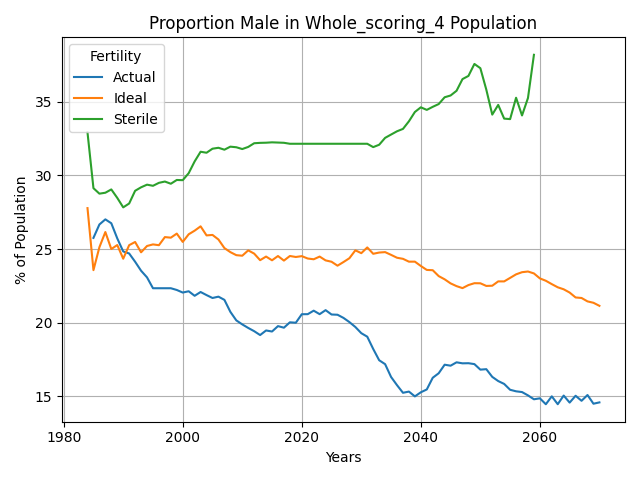 Proportion Male in Whole_scoring_4 Population
Fertility
Actual
Ideal
Sterile
% of Population
35
30
25
20
15
1980
2000
2020
2040
2060
Years